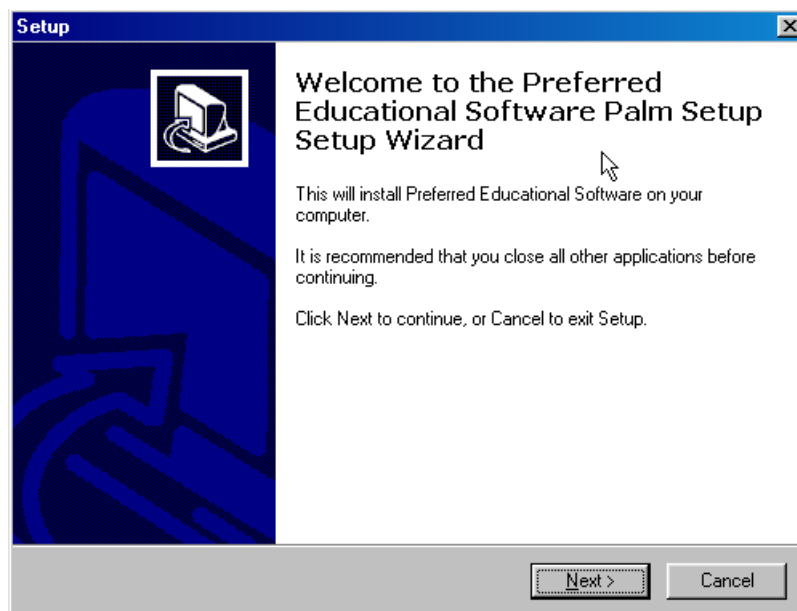 Setup
Welcome to the Preferred
Educational Software Palm Setup
Setup Wizard
This will install Preferred Educational Software on your
computer.
It is recommended that you close all other applications before
continuing.
Click Next to continue, or Cancel to exit Setup.
Next >
Cancel